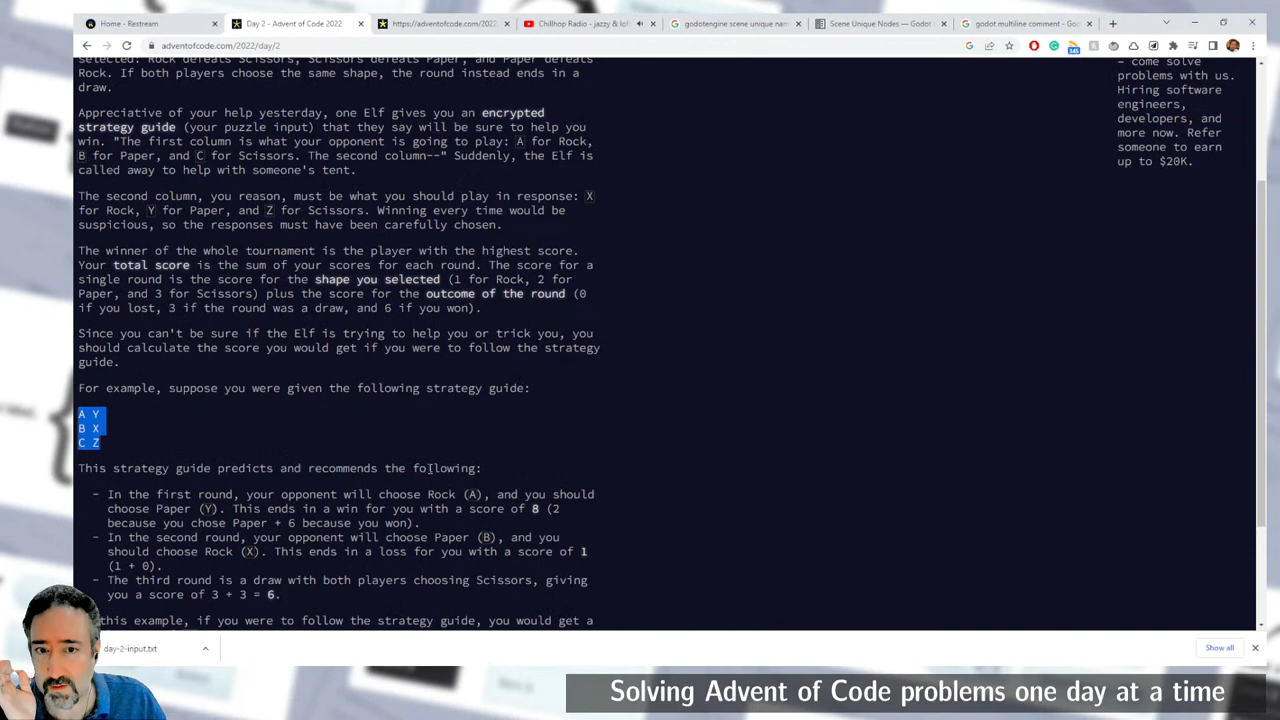 Home - Restream
Day 2 - Advent of Code 2022
https://adventofcode.com/2022
Chillhop Radio - jazzy & lof
godotengine scene unique nam
Scene Unique Nodes — Godot
godot multiline comment - Go
adventofcode.com/2022/day/2
345
selected: Rock defeats Scissors, Scissors defeats Paper, and Paper defeats
Rock. If both players choose the same shape, the round instead ends in a
draw.
Appreciative of your help yesterday, one Elf gives you an encrypted
strategy guide (your puzzle input) that they say will be sure to help you
win. "The first column is what your opponent is going to play: A for Rock,
B for Paper, and C for Scissors. The second column--" Suddenly, the Elf is
called away to help with someone's tent.
The second column, you reason, must be what you should play in response: X
for Rock, Y for Paper, and Z for Scissors. Winning every time would be
suspicious, so the responses must have been carefully chosen.
The winner of the whole tournament is the player with the highest score.
Your total score is the sum of your scores for each round. The score for a
single round is the score for the shape you selected (1 for Rock, 2 for
Paper, and 3 for Scissors) plus the score for the outcome of the round (0
if you lost, 3 if the round was a draw, and 6 if you won).
Since you can't be sure if the Elf is trying to help you or trick you, you
should calculate the score you would get if you were to follow the strategy
guide.
For example, suppose you were given the following strategy guide:
A Y
B X
C Z
This strategy guide predicts and recommends the following:
- In the first round, your opponent will choose Rock (A), and you should
choose Paper (Y). This ends in a win for you with a score of 8 (2
because you chose Paper + 6 because you won).
- In the second round, your opponent will choose Paper (B), and you
should choose Rock (X). This ends in a loss for you with a score of 1
(1 + 0).
- The third round is a draw with both players choosing Scissors, giving
you a score of 3 + 3 = 6.
this example, if you were to follow the strategy guide, you would get a
- come solve
problems with us.
Hiring software
engineers,
developers, and
more now. Refer
someone to earn
up to $20K.
day-2-input.txt
Show all
Solving Advent of Code problems one day at a time